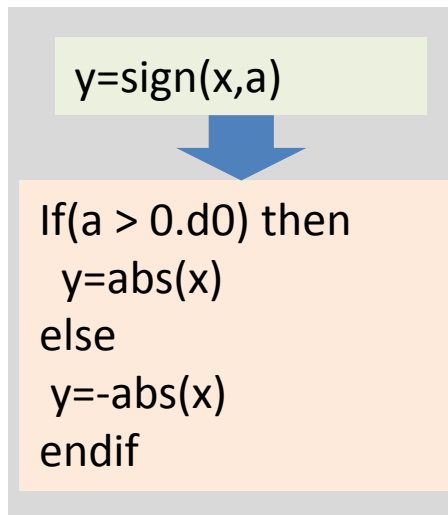 y=sign(x,a)
If(a > 0.d0) then
y=abs(x)
else
y=-abs(x)
endif